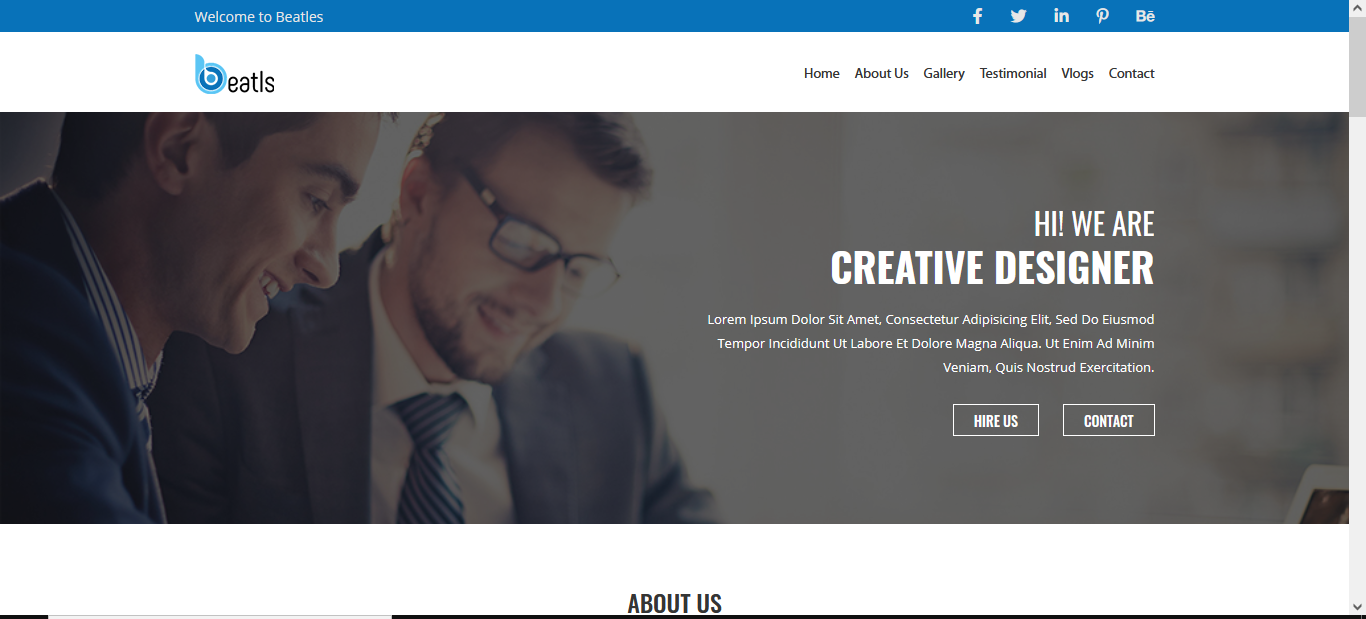 Welcome to Beatles
Bē
beatls
Home About Us Gallery Testimonial Vlogs Contact
HI! WE ARE
CREATIVE DESIGNER
Lorem Ipsum Dolor Sit Amet, Consectetur Adipisicing Elit, Sed Do Eiusmod
Tempor Incididunt Ut Labore Et Dolore Magna Aliqua. Ut Enim Ad Minim
Veniam, Quis Nostrud Exercitation.
HIRE US CONTACT
ABOUT US